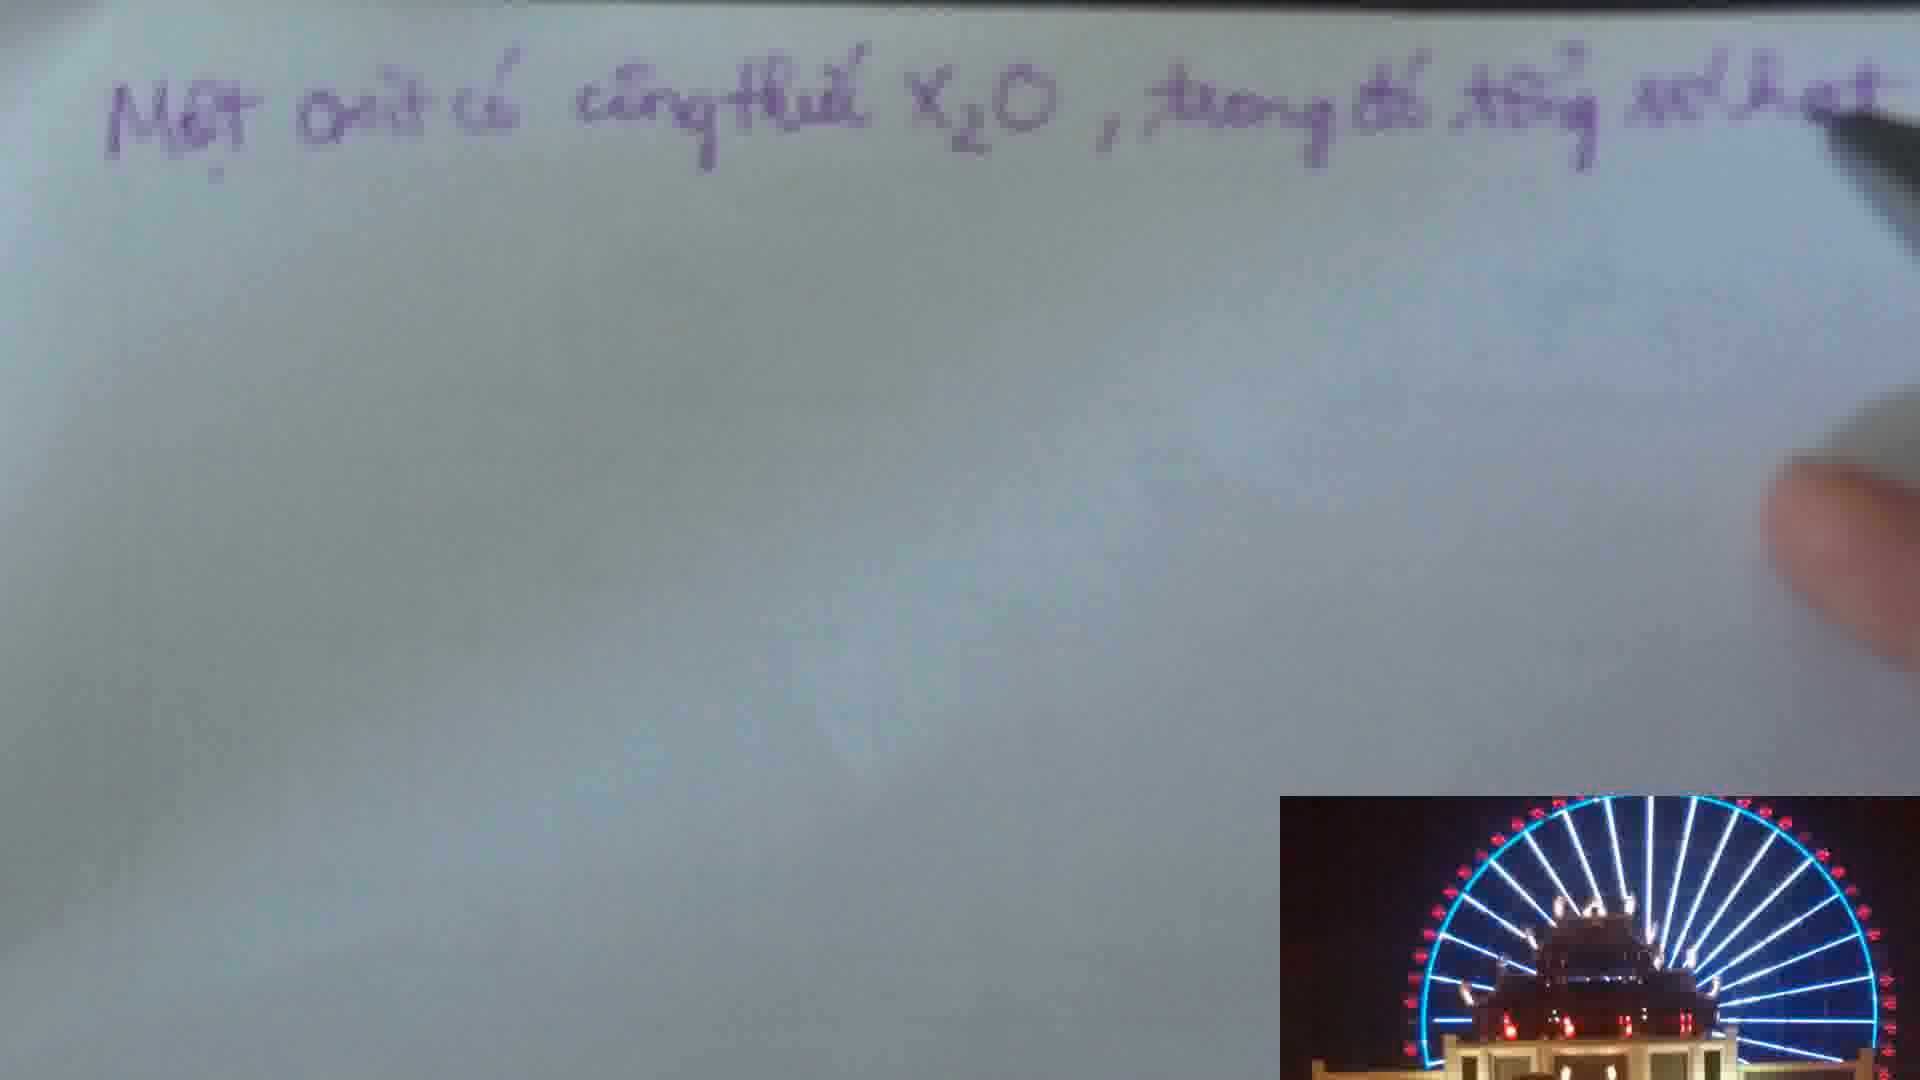 Một oxit có công thức X₂O, trong đó tổng số hạt